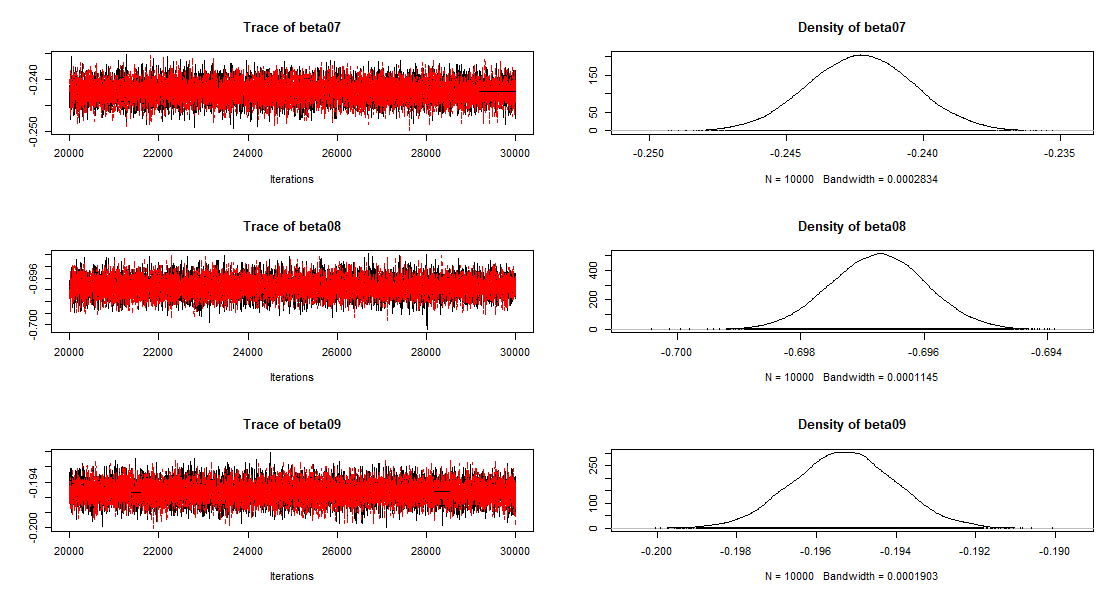 Trace of beta07
-0.250 -0.240
20000 22000 24000 26000 28000 30000
Iterations
Density of beta07
0 50 150
-0.250 -0.245 -0.240 -0.235
N = 10000 Bandwidth = 0.0002834
Trace of beta08
-0.700 -0.696
20000 22000 24000 26000 28000 30000
Iterations
Density of beta08
0 200 400
-0.700 -0.698 -0.696 -0.694
N = 10000 Bandwidth = 0.0001145
Trace of beta09
-0.200 -0.194
20000 22000 24000 26000 28000 30000
Iterations
Density of beta09
0 100 250
-0.200 -0.198 -0.196 -0.194 -0.192 -0.190
N = 10000 Bandwidth = 0.0001903